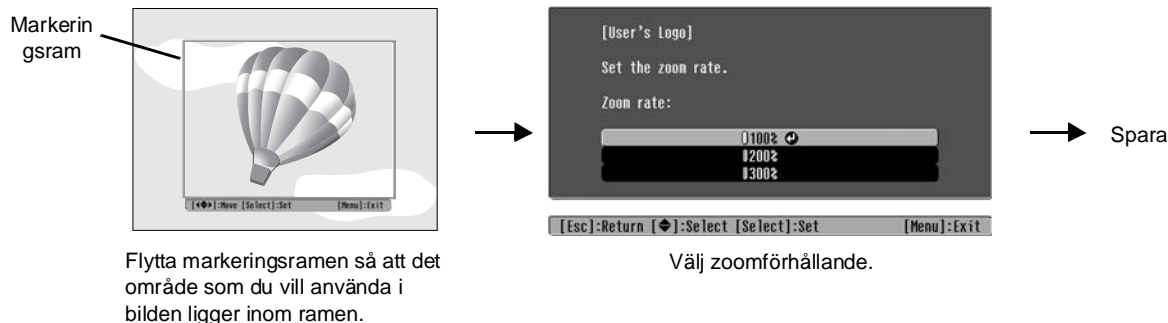 Markerin
gsram
[◀◆▶]:Move [Select]:Set [Menu]:Exit
Flytta markeringsramen så att det
område som du vill använda i
bilden ligger inom ramen.
[User's Logo]
Set the zoom rate.
Zoom rate:
100%
200%
300%
[Esc]:Return [◆]:Select [Select]:Set [Menu]:Exit
Välj zoomförhållande.
Spara